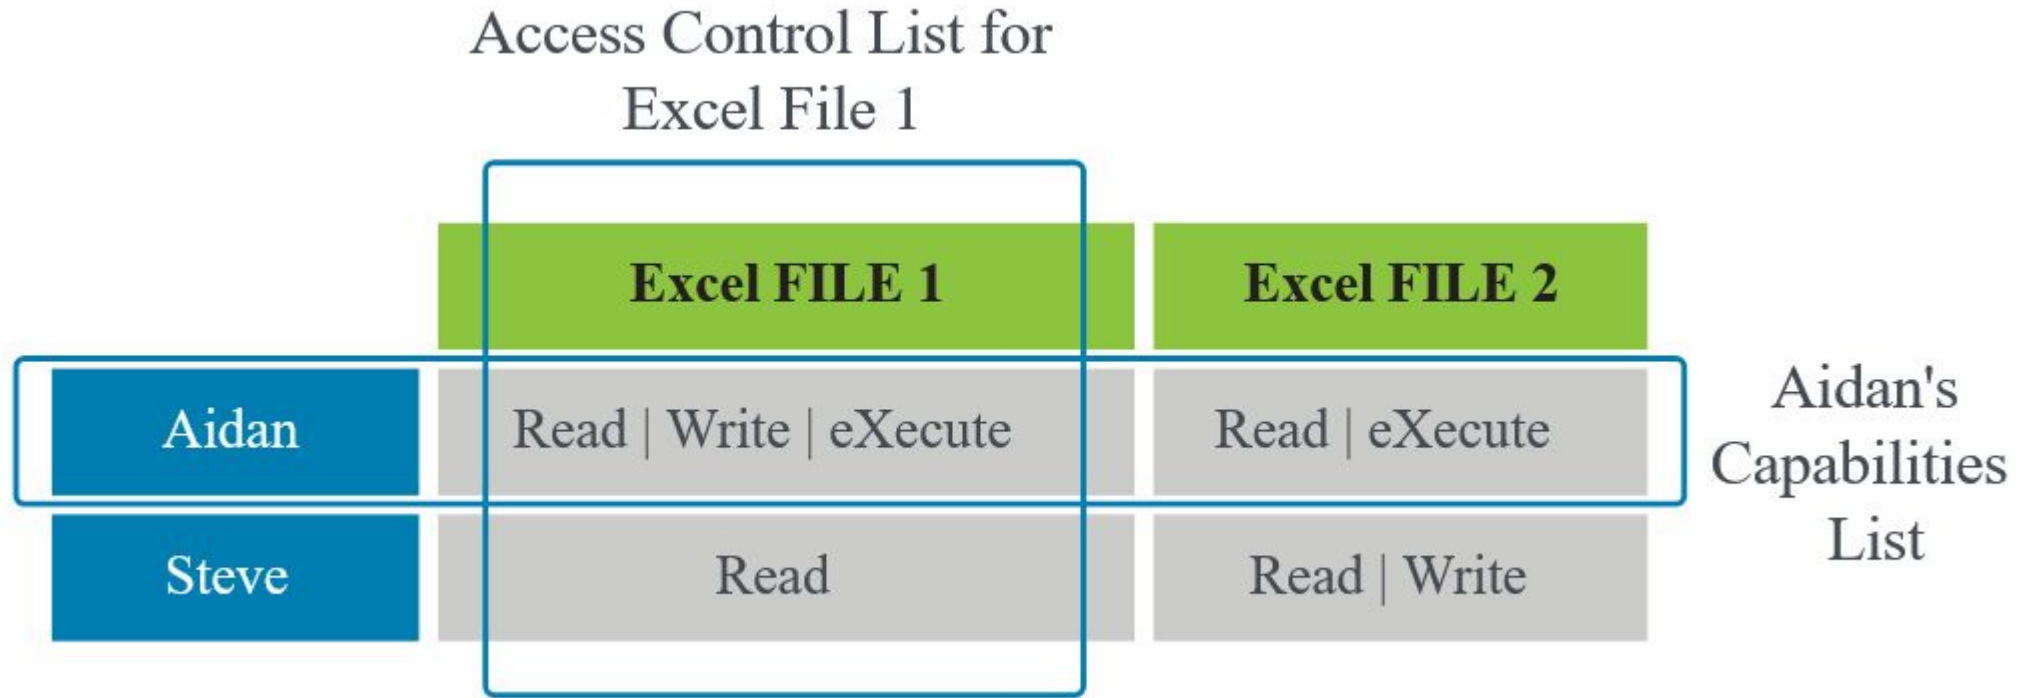 Access Control List for
Excel File 1
Excel FILE 1
Excel FILE 2
Aidan
Read | Write | eXecute
Read | eXecute
Aidan's
Capabilities
List
Steve
Read
Read | Write